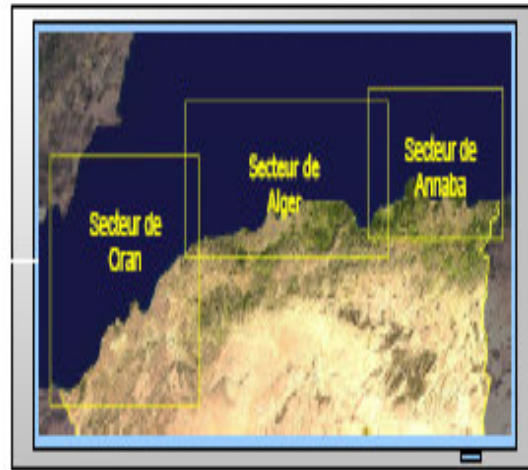 Secteur de
Oran
Secteur de
Alger
Secteur de
Annaba